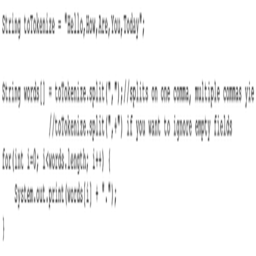 String toTokenize = "Hello,How,Are,You,Today";
String words[] = toTokenize.split(",");//splits on one comma, multiple commas yie
//toTokenize.split(",+") if you want to ignore empty fields
for(int i=0; i<words.length; i++) {
System.out.print(words[i) + ".");
}